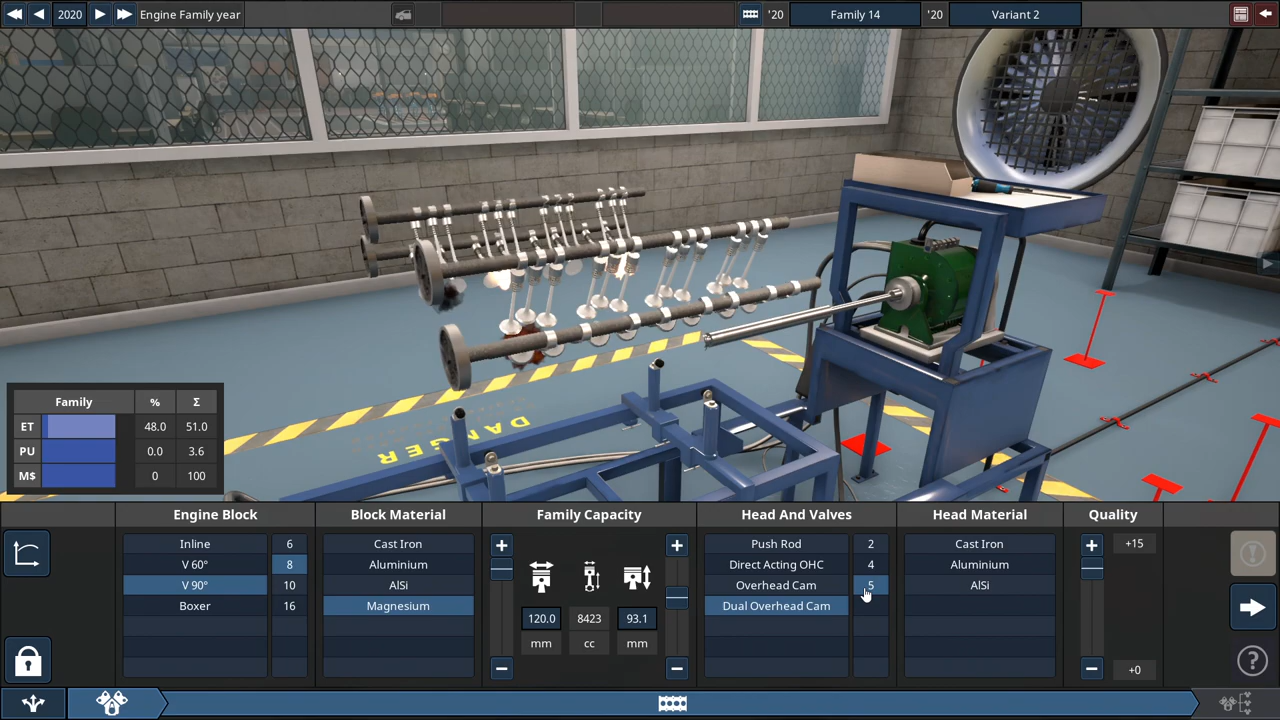 2020 Engine Family year '20 Family 14 '20 Variant 2
DANGER
Family % Σ
ET 48.0 51.0
PU 0.0 3.6
M$ 0 100
Engine Block Block Material Family Capacity Head And Valves Head Material Quality
Inline 6 Cast Iron + + Push Rod 2 Cast Iron + +15
V 60° 8 Aluminium Direct Acting OHC 4 Aluminium
V 90° 10 AlSi Overhead Cam 5 AlSi
Boxer 16 Magnesium Dual Overhead Cam
120.0 8423 93.1
mm cc mm
- - - +0
?